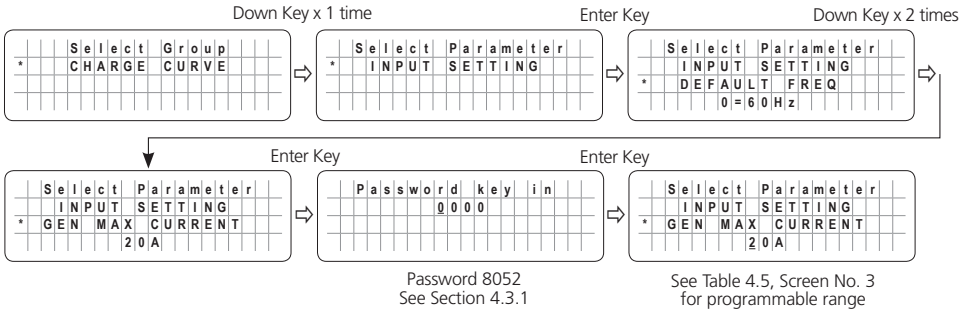 Down Key x 1 time
Enter Key
Down Key x 2 times
Select Group
* CHARGE CURVE
Select Parameter
* INPUT SETTING
Select Parameter
INPUT SETTING
* DEFAULT FREQ
0=60Hz
Enter Key
Enter Key
Select Parameter
INPUT SETTING
* GEN MAX CURRENT
20A
Password key in
0000
Select Parameter
INPUT SETTING
* GEN MAX CURRENT
20A
Password 8052
See Section 4.3.1
See Table 4.5, Screen No. 3
for programmable range